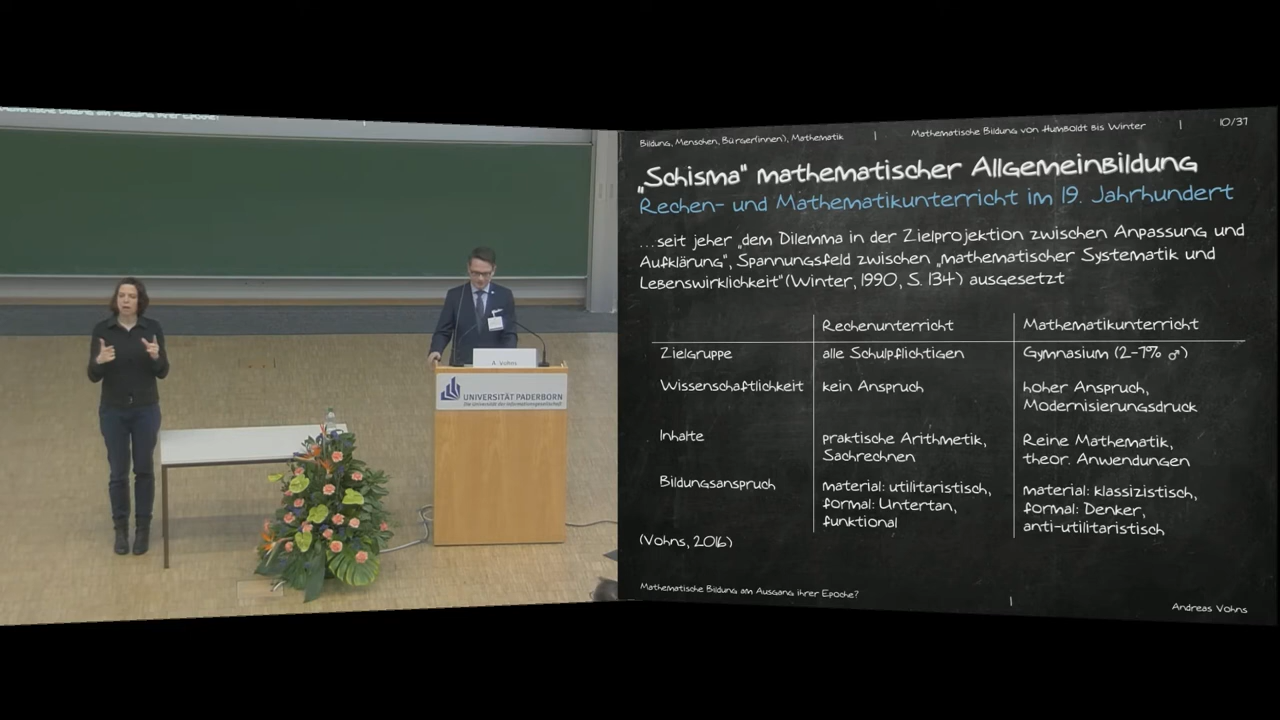 A. Vohns
UNIVERSITÄT PADERBORN
Die Universität der Informationsgesellschaft
Bildung, Menschen, Bürger(innen), Mathematik | Mathematische Bildung von Humboldt bis Winter | 10/37
„Schisma" mathematischer Allgemeinbildung
Rechen- und Mathematikunterricht im 19. Jahrhundert
...seit jeher „dem Dilemma in der Zielprojektion zwischen Anpassung und
Aufklärung", Spannungsfeld zwischen „mathematischer Systematik und
Lebenswirklichkeit" (Winter, 1990, S. 134) ausgesetzt
Rechenunterricht Mathematikunterricht
Zielgruppe alle Schulpflichtigen Gymnasium (2-7% ♂)
Wissenschaftlichkeit kein Anspruch hoher Anspruch,
Modernisierungsdruck
Inhalte praktische Arithmetik, Reine Mathematik,
Sachrechnen theor. Anwendungen
Bildungsanspruch material: utilitaristisch, material: klassizistisch,
formal: Untertan, formal: Denker,
funktional anti-utilitaristisch
(Vohns, 2016)
Mathematische Bildung am Ausgang ihrer Epoche? | Andreas Vohns